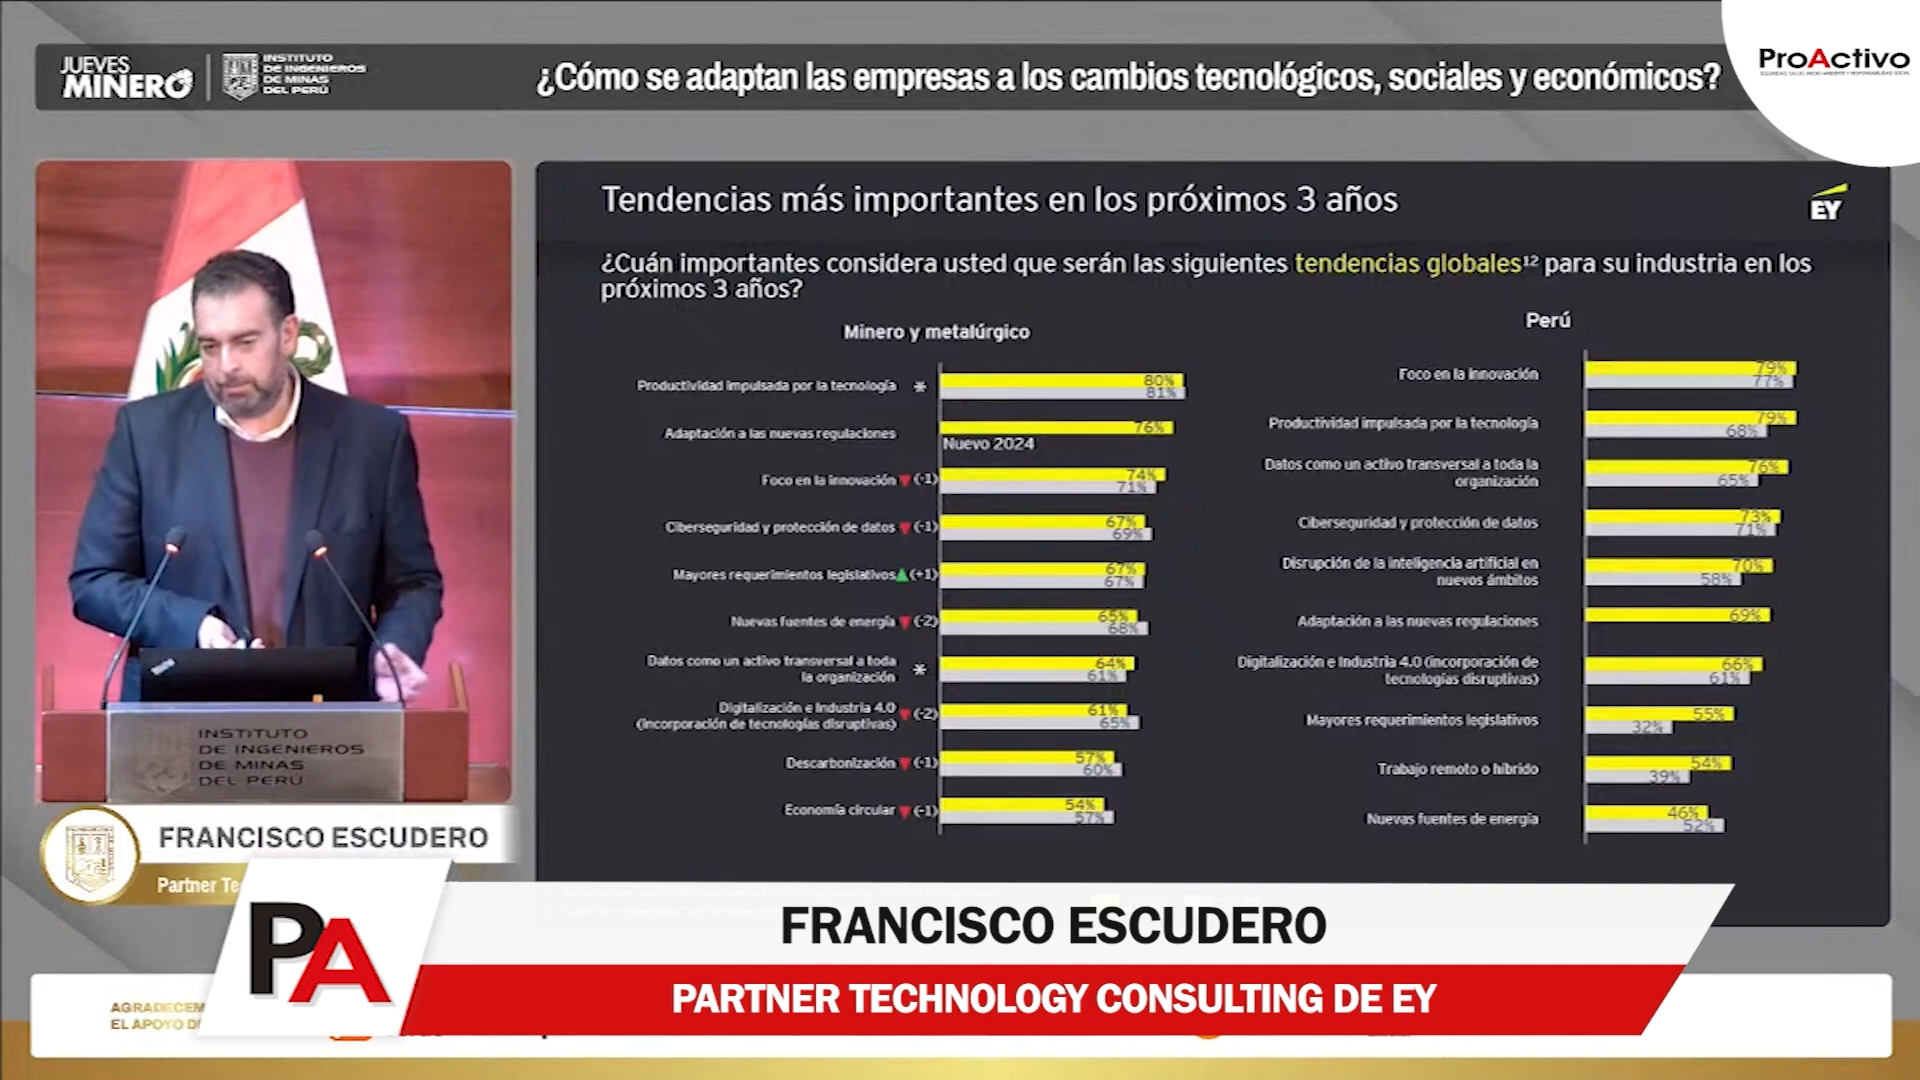 JUEVES
MINERO
INSTITUTO
DE INGENIEROS
DE MINAS
DEL PERÚ
¿Cómo se adaptan las empresas a los cambios tecnológicos, sociales y económicos?
ProActivo
Tendencias más importantes en los próximos 3 años
EY
¿Cuán importantes considera usted que serán las siguientes tendencias globales¹² para su industria en los
próximos 3 años?
Minero y metalúrgico
Productividad impulsada por la tecnología * 80%
81%
Adaptación a las nuevas regulaciones 76%
Nuevo 2024
Foco en la innovación ▼ (-1) 74%
71%
Ciberseguridad y protección de datos ▼ (-1) 67%
69%
Mayores requerimientos legislativos ▲ (+1) 67%
67%
Nuevas fuentes de energía ▼ (-2) 65%
68%
Datos como un activo transversal a toda
la organización * 64%
61%
Digitalización e Industria 4.0
(incorporación de tecnologías disruptivas) ▼ (-2) 61%
65%
Descarbonización ▼ (-1) 57%
60%
Economía circular ▼ (-1) 54%
57%
Perú
Foco en la innovación 79%
77%
Productividad impulsada por la tecnología 79%
68%
Datos como un activo transversal a toda la
organización 76%
65%
Ciberseguridad y protección de datos 73%
71%
Disrupción de la inteligencia artificial en
nuevos ámbitos 70%
58%
Adaptación a las nuevas regulaciones 69%
Digitalización e Industria 4.0 (incorporación de
tecnologías disruptivas) 66%
61%
Mayores requerimientos legislativos 55%
32%
Trabajo remoto o híbrido 54%
39%
Nuevas fuentes de energía 46%
52%
INSTITUTO
DE INGENIEROS
DE MINAS
DEL PERÚ
FRANCISCO ESCUDERO
Partner Te
PA
FRANCISCO ESCUDERO
PARTNER TECHNOLOGY CONSULTING DE EY
AGRADECEM
EL APOYO D